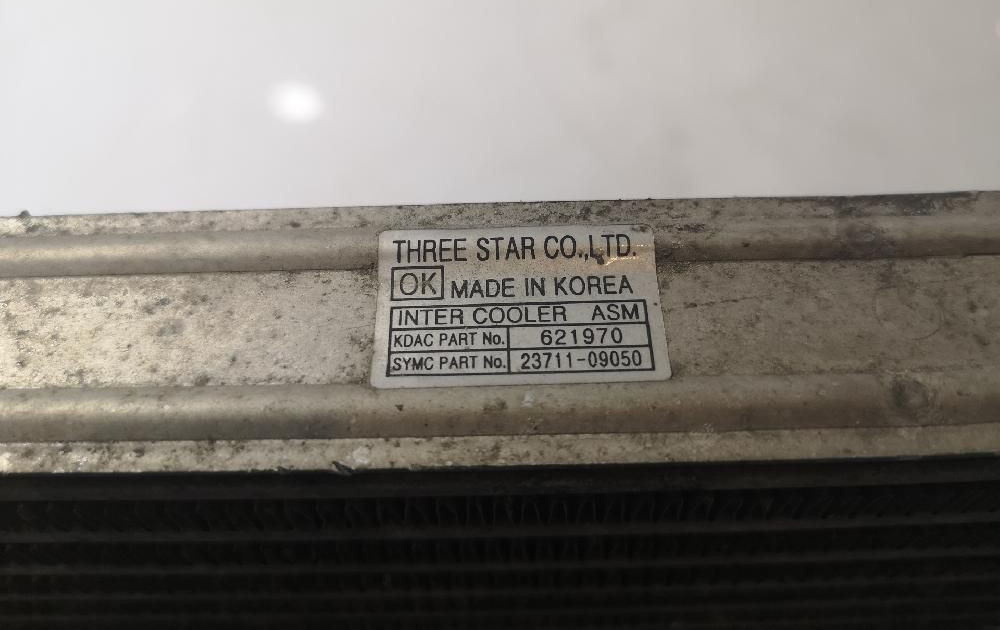 THREE STAR CO.,LTD.
OK MADE IN KOREA
INTER COOLER ASM
KDAC PART No. 621970
SYMC PART No. 23711-09050